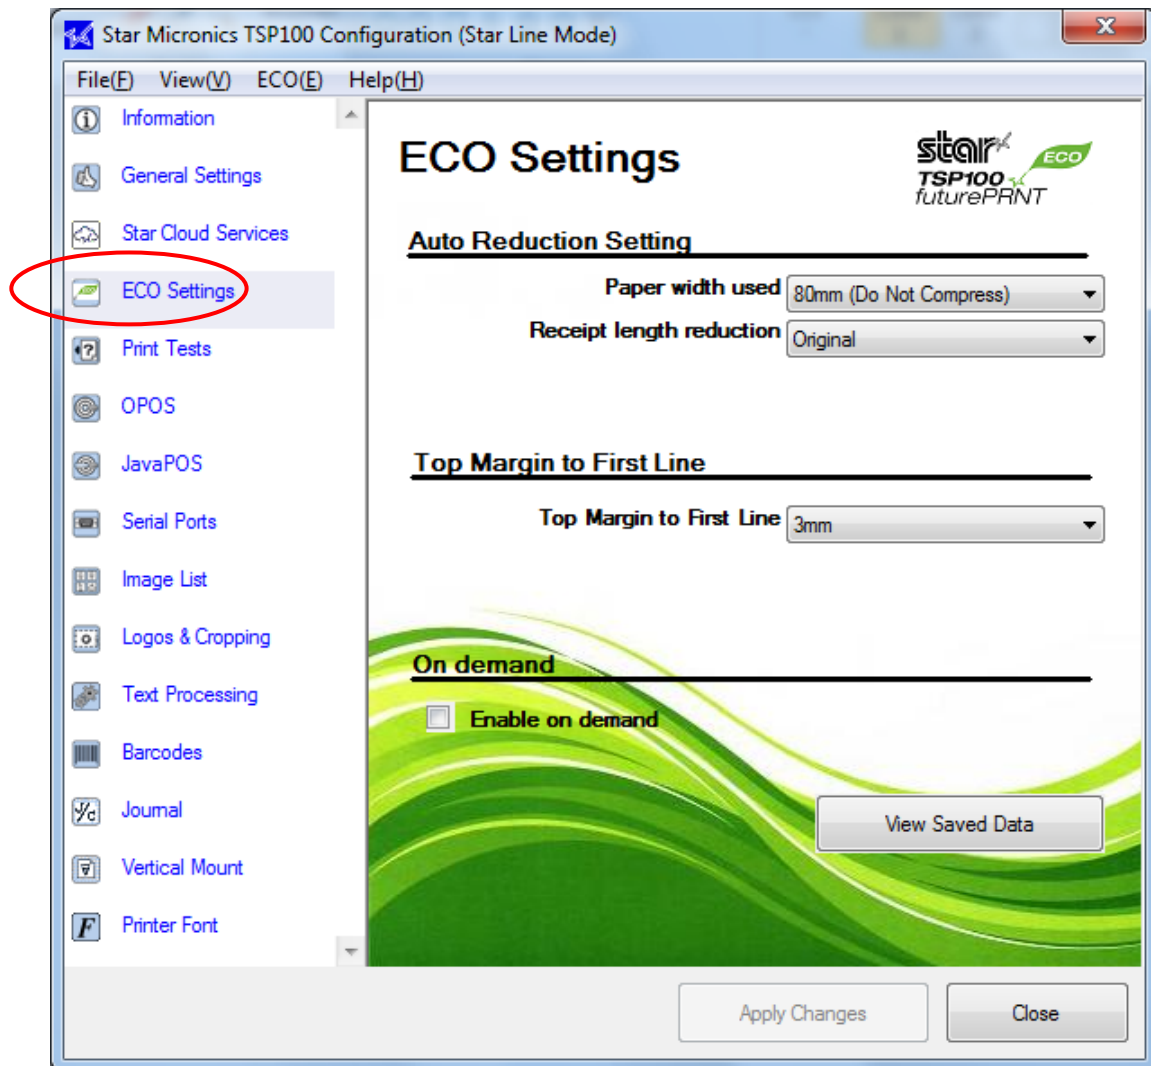 Star Micronics TSP100 Configuration (Star Line Mode)
File(F) View(V) ECO(E) Help(H)
Information
General Settings
Star Cloud Services
ECO Settings
Print Tests
OPOS
JavaPOS
Serial Ports
Image List
Logos & Cropping
Text Processing
Barcodes
Journal
Vertical Mount
Printer Font
ECO Settings
star ECO
TSP100
futurePRNT
Auto Reduction Setting
Paper width used 80mm (Do Not Compress)
Receipt length reduction Original
Top Margin to First Line
Top Margin to First Line 3mm
On demand
Enable on demand
View Saved Data
Apply Changes Close